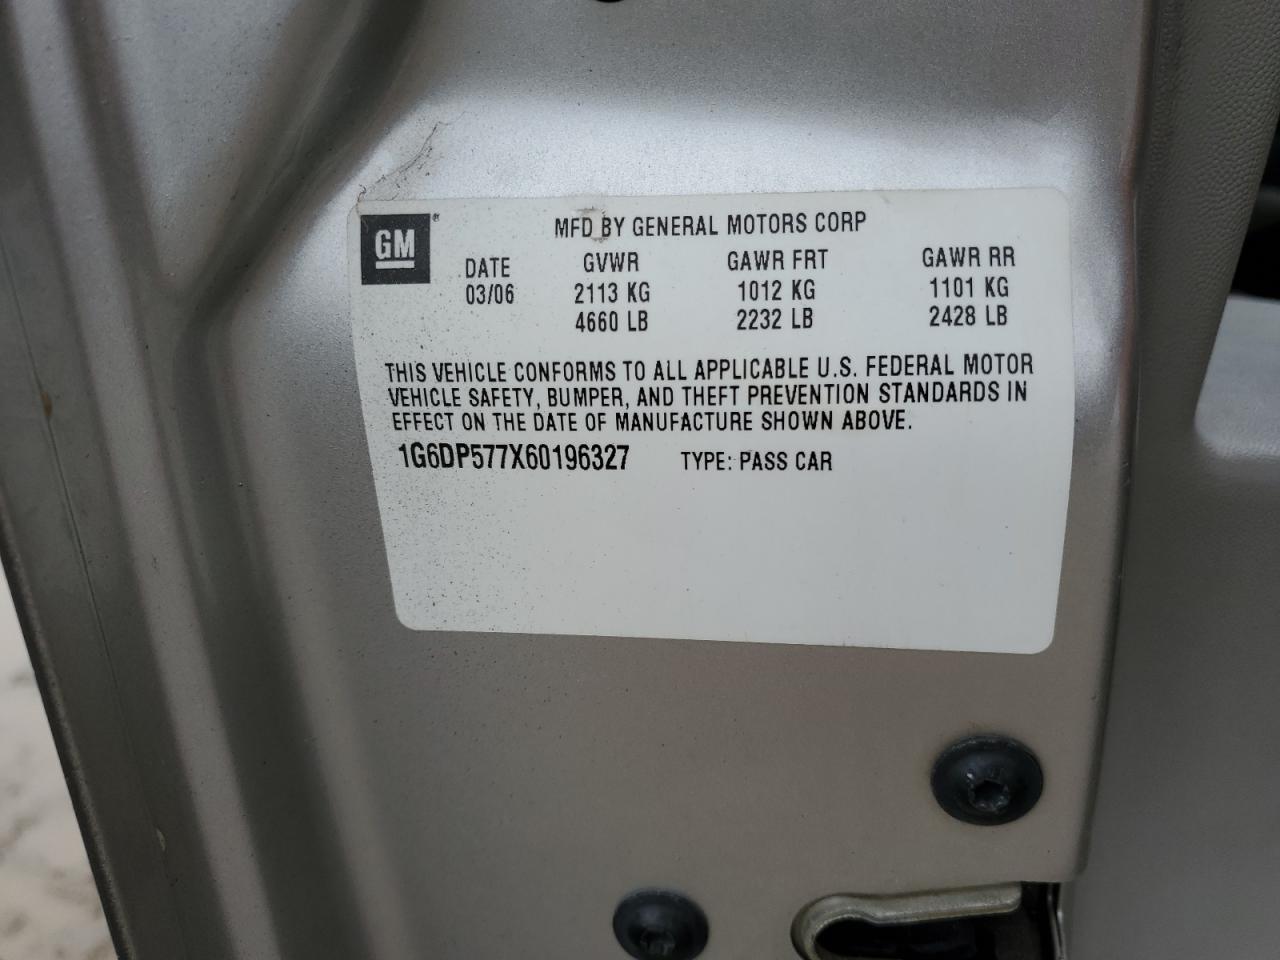 GM®
MFD BY GENERAL MOTORS CORP
DATE GVWR GAWR FRT GAWR RR
03/06 2113 KG 1012 KG 1101 KG
4660 LB 2232 LB 2428 LB
THIS VEHICLE CONFORMS TO ALL APPLICABLE U.S. FEDERAL MOTOR
VEHICLE SAFETY, BUMPER, AND THEFT PREVENTION STANDARDS IN
EFFECT ON THE DATE OF MANUFACTURE SHOWN ABOVE.
1G6DP577X60196327 TYPE: PASS CAR